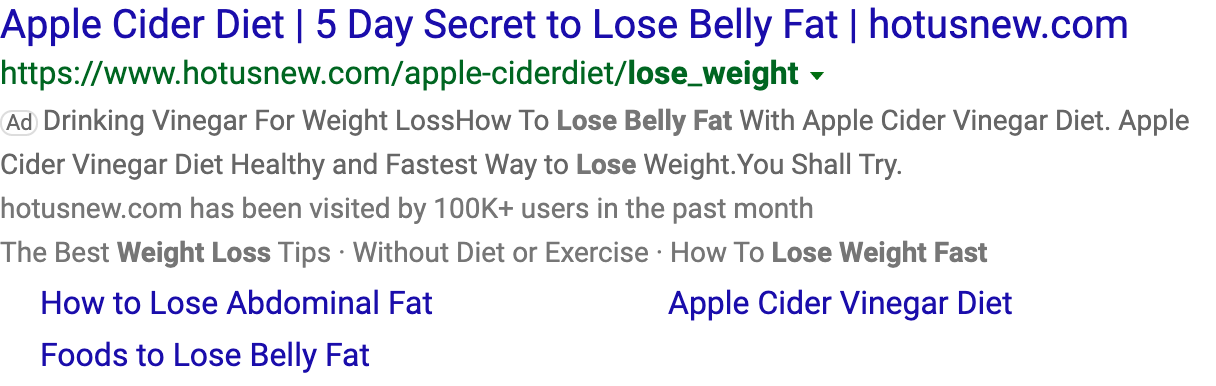 Apple Cider Diet | 5 Day Secret to Lose Belly Fat | hotusnew.com
https://www.hotusnew.com/apple-ciderdiet/lose_weight
Ad Drinking Vinegar For Weight LossHow To Lose Belly Fat With Apple Cider Vinegar Diet. Apple
Cider Vinegar Diet Healthy and Fastest Way to Lose Weight.You Shall Try.
hotusnew.com has been visited by 100K+ users in the past month
The Best Weight Loss Tips · Without Diet or Exercise · How To Lose Weight Fast
How to Lose Abdominal Fat Apple Cider Vinegar Diet
Foods to Lose Belly Fat